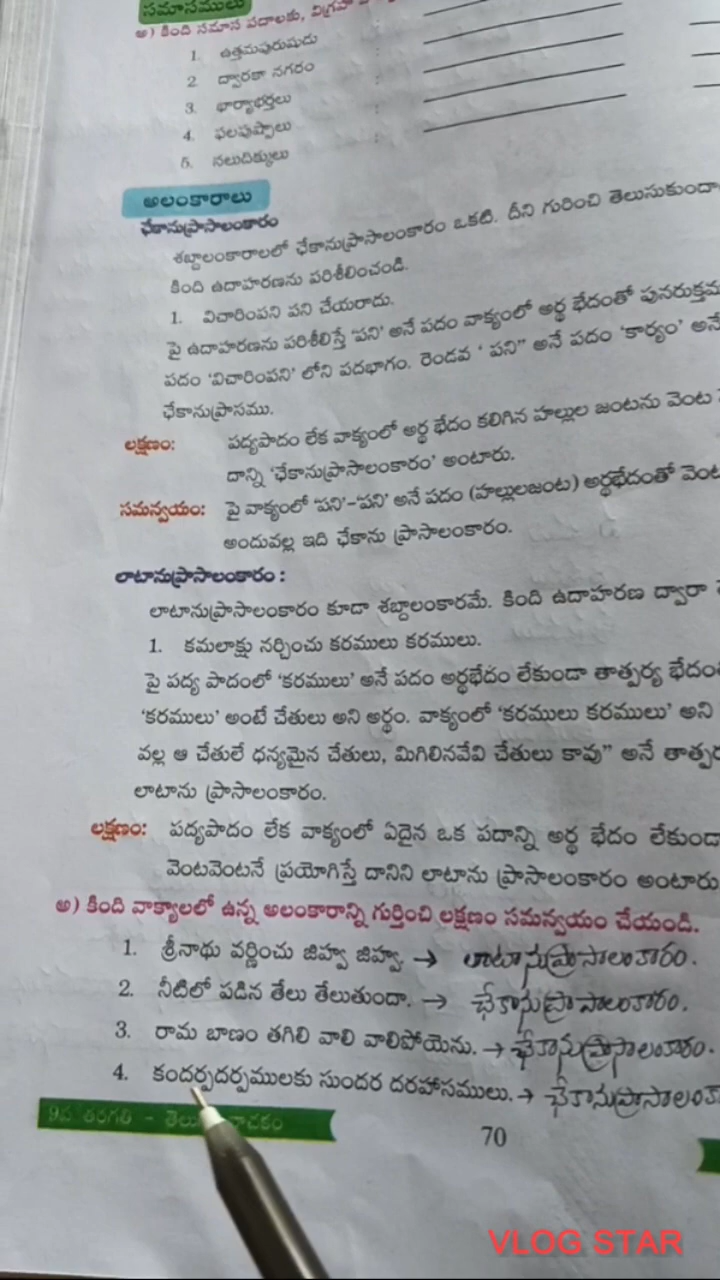 సమాసములు
అ) కింది సమాస పదాలకు, విగ్రహ
1. ఉత్తమపురుషుడు :
2 ద్వారకా నగరం :
3. భార్యాభర్తలు :
4. ఫలపుష్పాలు :
5. నలుదిక్కులు
అలంకారాలు
ఛేకానుప్రాసాలంకారం
శబ్దాలంకారాలలో ఛేకానుప్రాసాలంకారం ఒకటి. దీని గురించి తెలుసుకుందా
కింది ఉదాహరణను పరిశీలించండి.
1. విచారింపని పని చేయరాదు.
పై ఉదాహరణను పరిశీలిస్తే 'పని' అనే పదం వాక్యంలో అర్థ భేదంతో పునరుక్తమ
పదం 'విచారింపని' లోని పదభాగం. రెండవ ' పని" అనే పదం 'కార్యం' అనే
ఛేకానుప్రాసము.
లక్షణం: పద్యపాదం లేక వాక్యంలో అర్థ భేదం కలిగిన హల్లుల జంటను వెంట
దాన్ని 'ఛేకానుప్రాసాలంకారం' అంటారు.
సమన్వయం: పై వాక్యంలో 'పని'-'పని' అనే పదం (హల్లులజంట) అర్థభేదంతో వెంట
అందువల్ల ఇది ఛేకాను ప్రాసాలంకారం.
లాటానుప్రాసాలంకారం :
లాటానుప్రాసాలంకారం కూడా శబ్దాలంకారమే. కింది ఉదాహరణ ద్వారా
1. కమలాక్షు నర్చించు కరములు కరములు.
పై పద్య పాదంలో 'కరములు' అనే పదం అర్థభేదం లేకుండా తాత్పర్య భేదం
'కరములు' అంటే చేతులు అని అర్థం. వాక్యంలో 'కరములు కరములు' అని
వల్ల ఆ చేతులే ధన్యమైన చేతులు, మిగిలినవేవి చేతులు కావు" అనే తాత్పర
లాటాను ప్రాసాలంకారం.
లక్షణం: పద్యపాదం లేక వాక్యంలో ఏదైన ఒక పదాన్ని అర్థ భేదం లేకుండ
వెంటవెంటనే ప్రయోగిస్తే దానిని లాటాను ప్రాసాలంకారం అంటారు
అ) కింది వాక్యాలలో ఉన్న అలంకారాన్ని గుర్తించి లక్షణం సమన్వయం చేయండి.
1. శ్రీనాథు వర్ణించు జిహ్వ జిహ్వ. → లాటానుప్రాసాలంకారం.
2. నీటిలో పడిన తేలు తేలుతుందా. → ఛేకానుప్రాసాలంకారం.
3. రామ బాణం తగిలి వాలి వాలిపోయెను. → ఛేకానుప్రాసాలంకారం.
4. కందర్పదర్పములకు సుందర దరహాసములు. → ఛేకానుప్రాసాలంక
9వ తరగతి - తెలు వాచకం
70
VLOG STAR